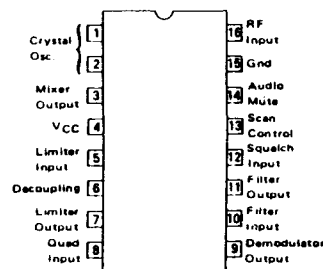 Crystal
Osc.
1
2
Mixer
Output
3
VCC
4
Limiter
Input
5
Decoupling
6
Limiter
Output
7
Quad
Input
8
16
RF
Input
15
Gnd
14
Audio
Mute
13
Scan
Control
12
Squelch
Input
11
Filter
Output
10
Filter
Input
9
Demodulator
Output